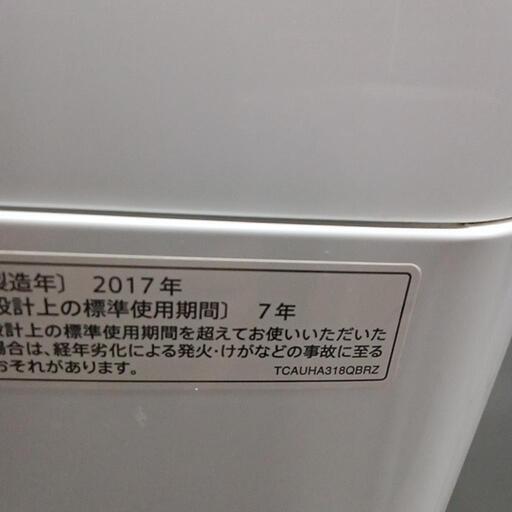 製造年〕 2017年
設計上の標準使用期間〕 7年
設計上の標準使用期間を超えてお使いいただいた
場合は、経年劣化による発火・けがなどの事故に至る
おそれがあります。
TCAUHA318QBRZ